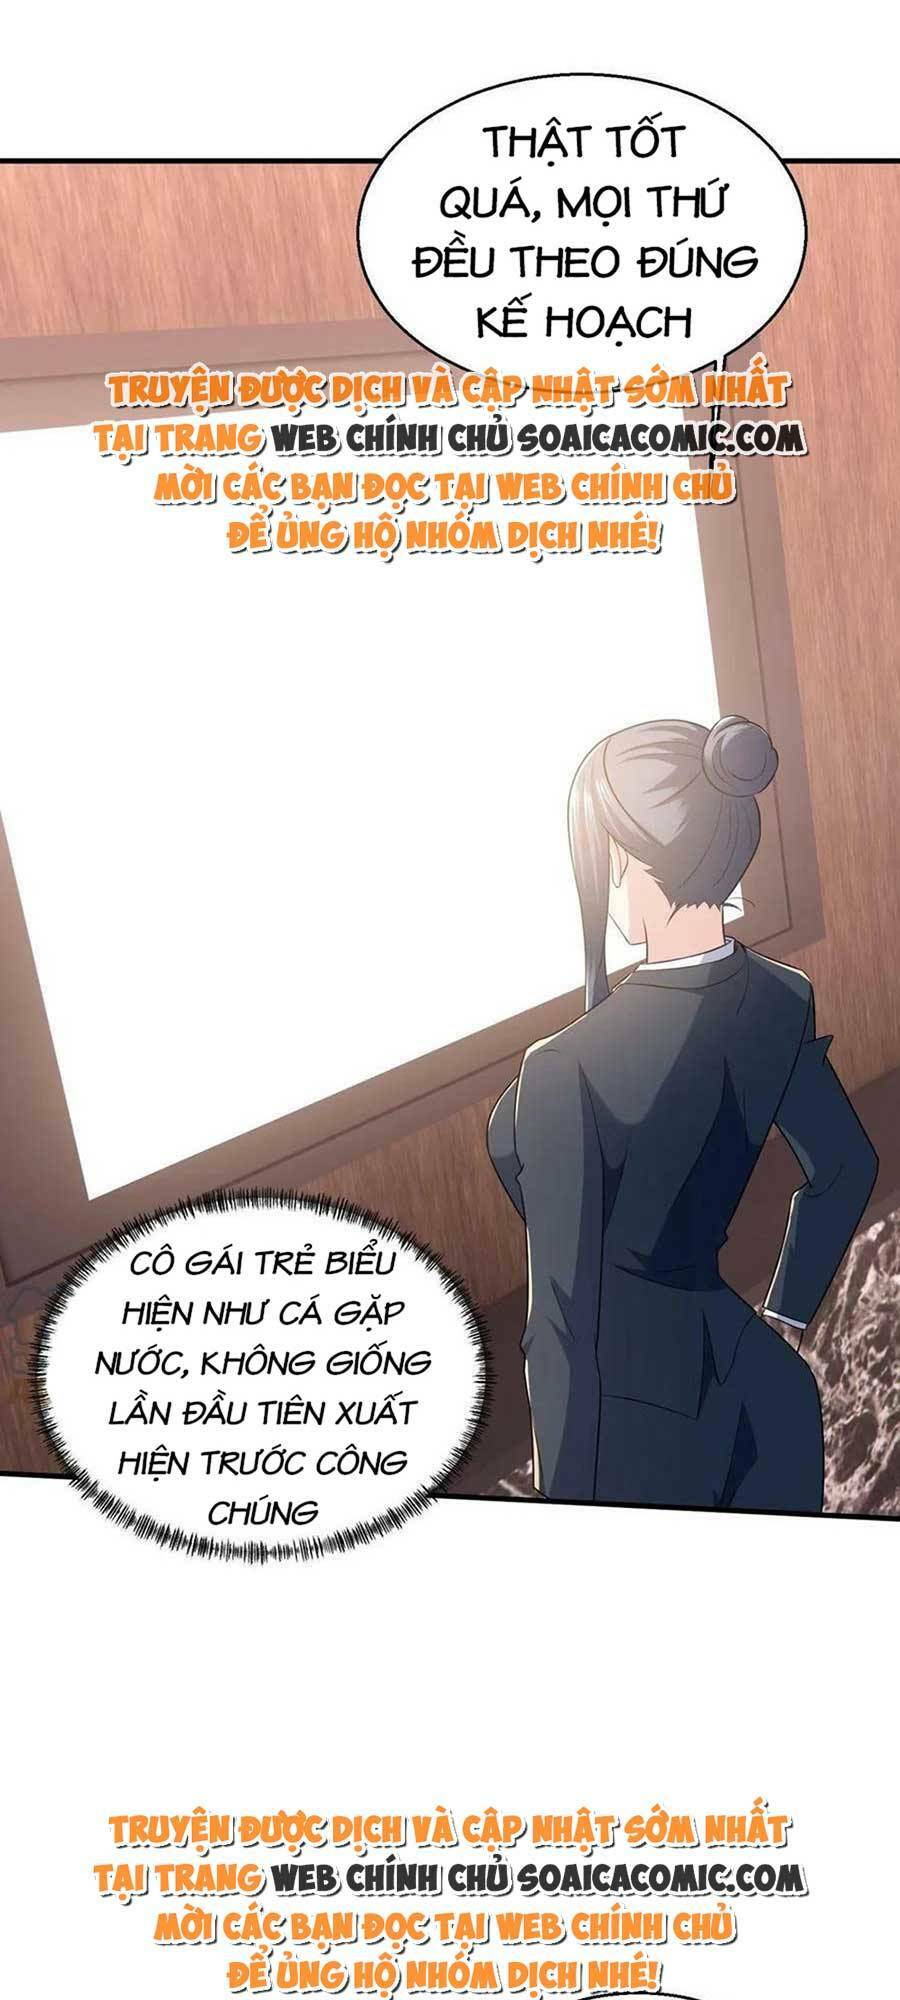 THẬT TỐT
QUÁ, MỌI THỨ
ĐỀU THEO ĐÚNG
KẾ HOẠCH
TRUYỆN ĐƯỢC DỊCH VÀ CẬP NHẬT SỚM NHẤT
TẠI TRANG WEB CHÍNH CHỦ SOAICACOMIC.COM
MỜI CÁC BẠN ĐỌC TẠI WEB CHÍNH CHỦ
ĐỂ ỦNG HỘ NHÓM DỊCH NHÉ!
CÔ GÁI TRẺ BIỂU
HIỆN NHƯ CÁ GẶP
NƯỚC, KHÔNG GIỐNG
LẦN ĐẦU TIÊN XUẤT
HIỆN TRƯỚC CÔNG
CHÚNG
TRUYỆN ĐƯỢC DỊCH VÀ CẬP NHẬT SỚM NHẤT
TẠI TRANG WEB CHÍNH CHỦ SOAICACOMIC.COM
MỜI CÁC BẠN ĐỌC TẠI WEB CHÍNH CHỦ
ĐỂ ỦNG HỘ NHÓM DỊCH NHÉ!